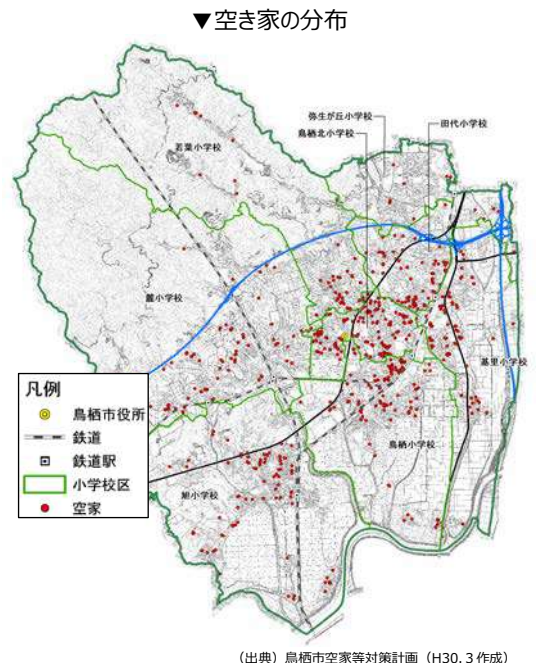 ▼空き家の分布
弥生が丘小学校
鳥栖北小学校
田代小学校
若葉小学校
麓小学校
基里小学校
凡例
鳥栖市役所
鉄道
鉄道駅
小学校区
空家
鳥栖小学校
旭小学校
（出典）鳥栖市空家等対策計画（H30.３作成）